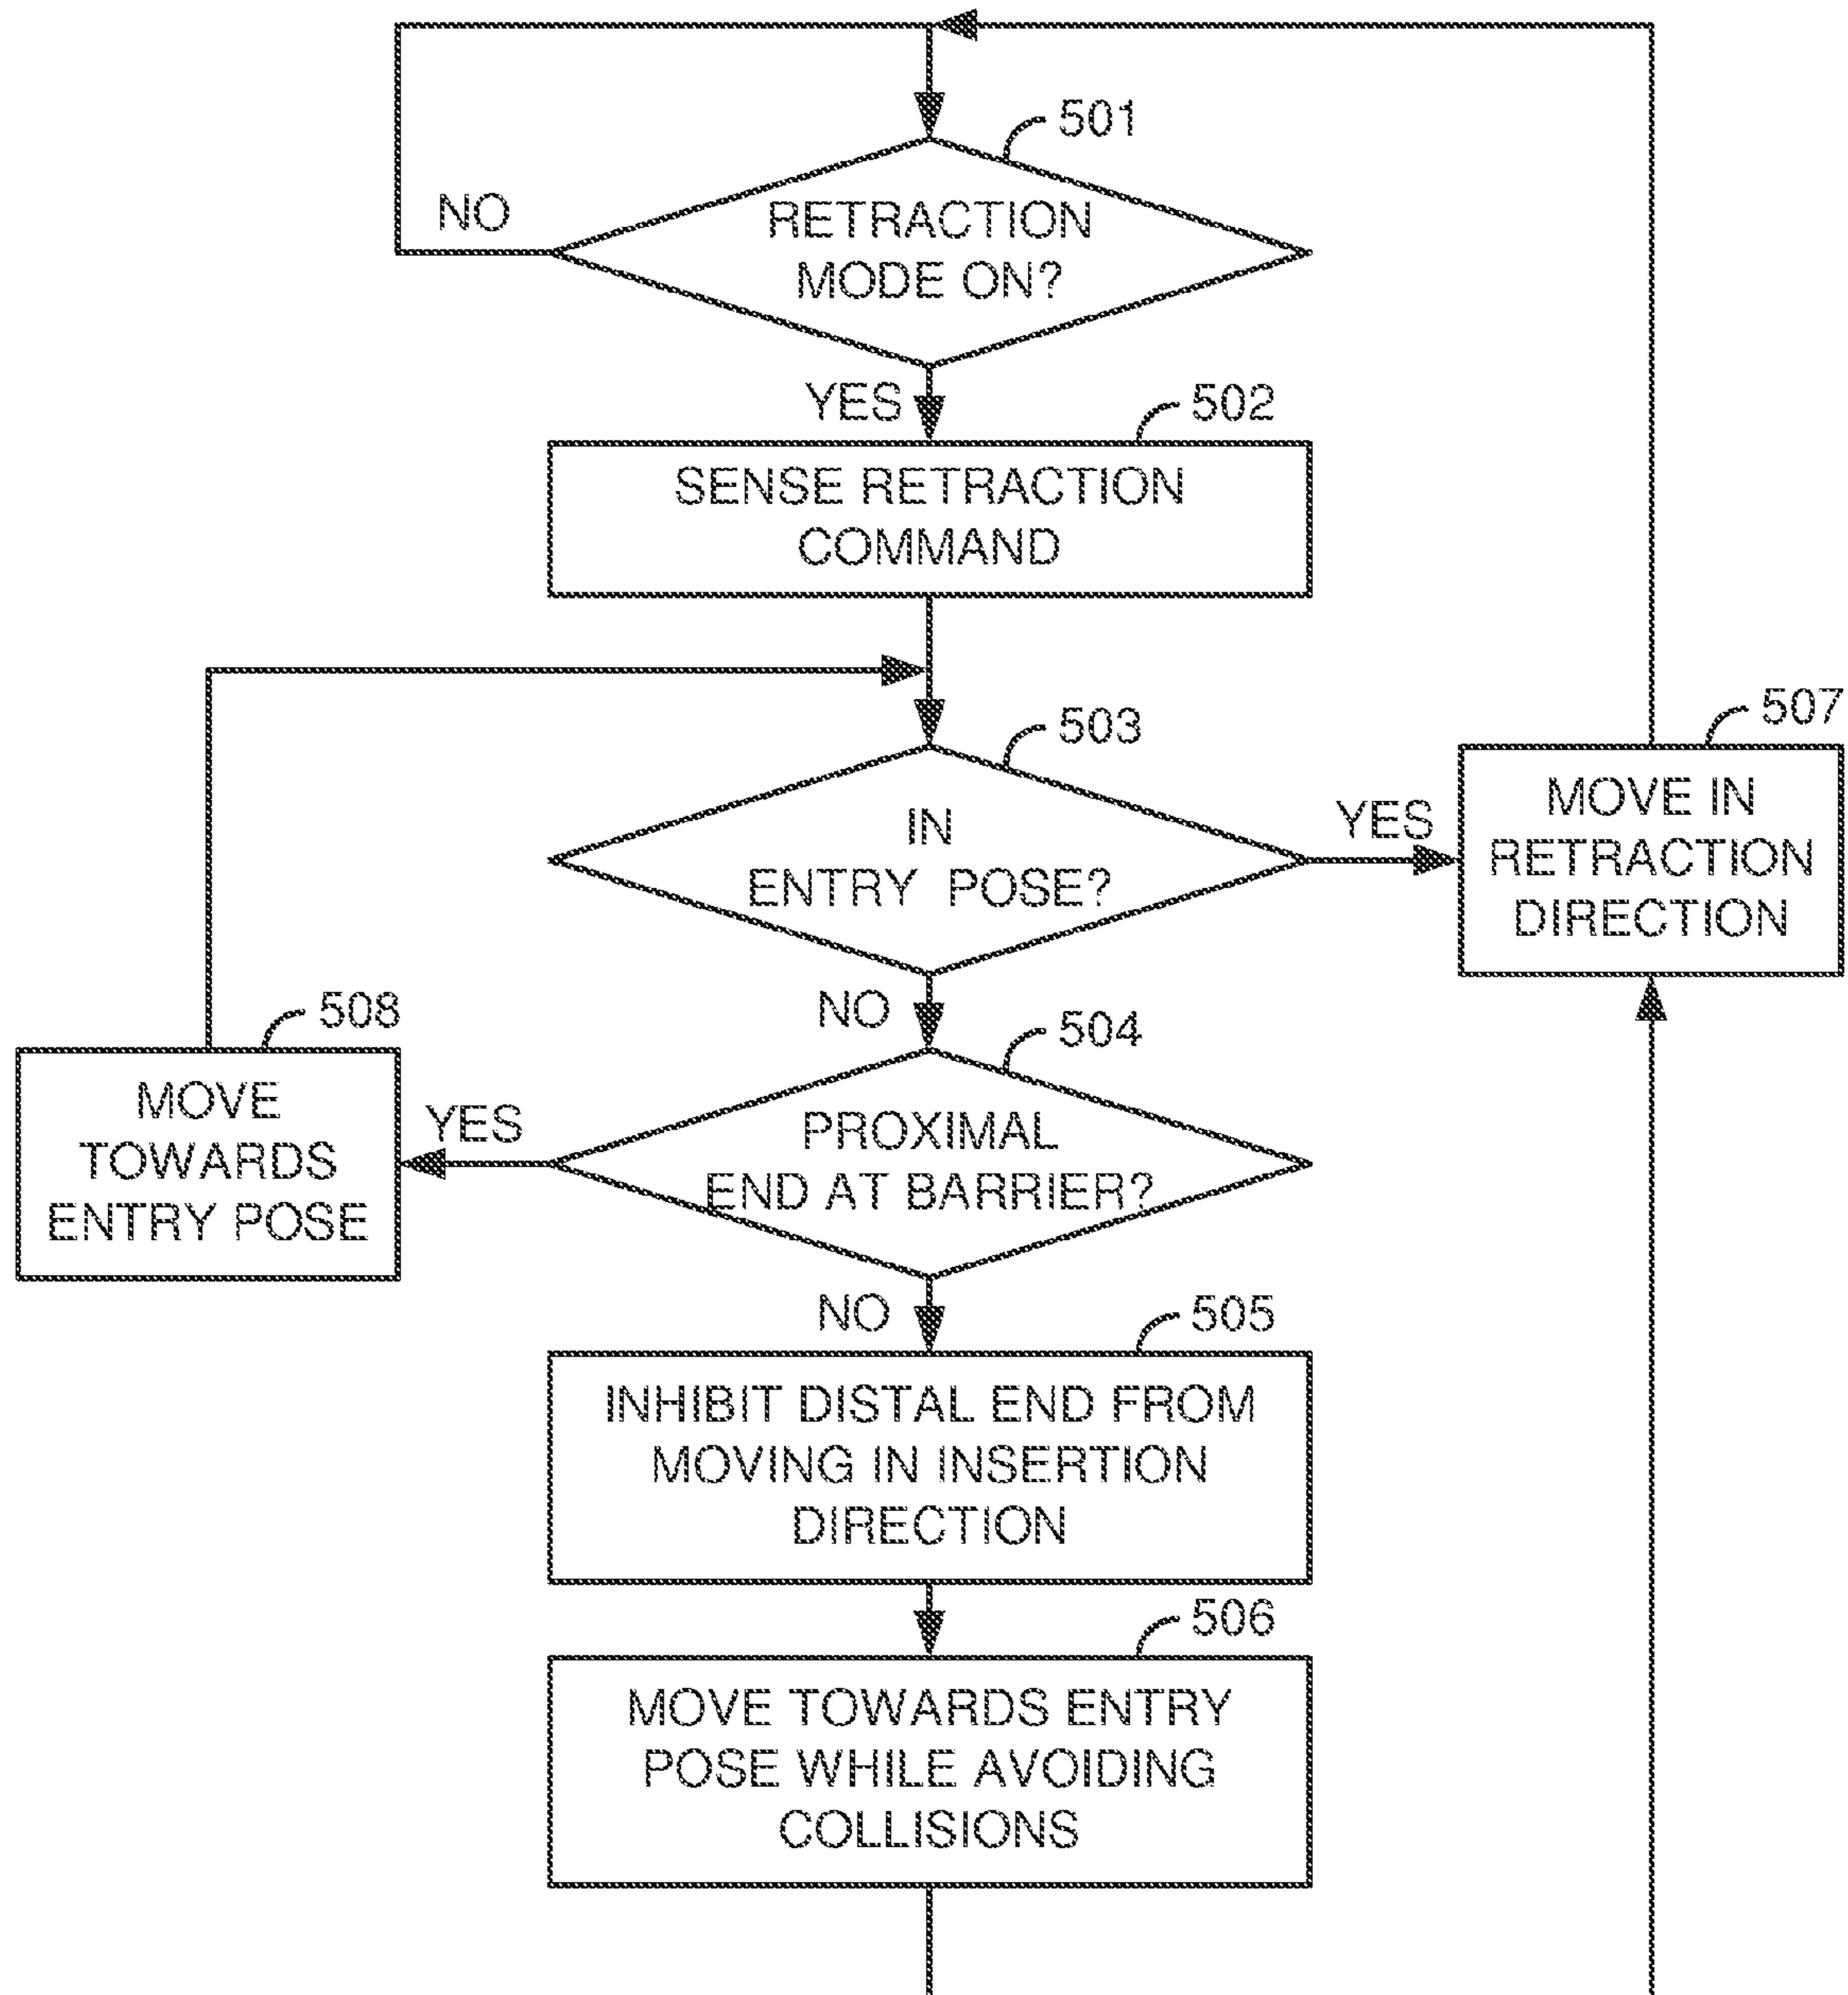 501
NO
RETRACTION
MODE ON?
YES
502
SENSE RETRACTION
COMMAND
503
507
IN
ENTRY POSE?
YES
MOVE IN
RETRACTION
DIRECTION
NO
508
504
MOVE
TOWARDS
ENTRY POSE
YES
PROXIMAL
END AT BARRIER?
NO
505
INHIBIT DISTAL END FROM
MOVING IN INSERTION
DIRECTION
506
MOVE TOWARDS ENTRY
POSE WHILE AVOIDING
COLLISIONS